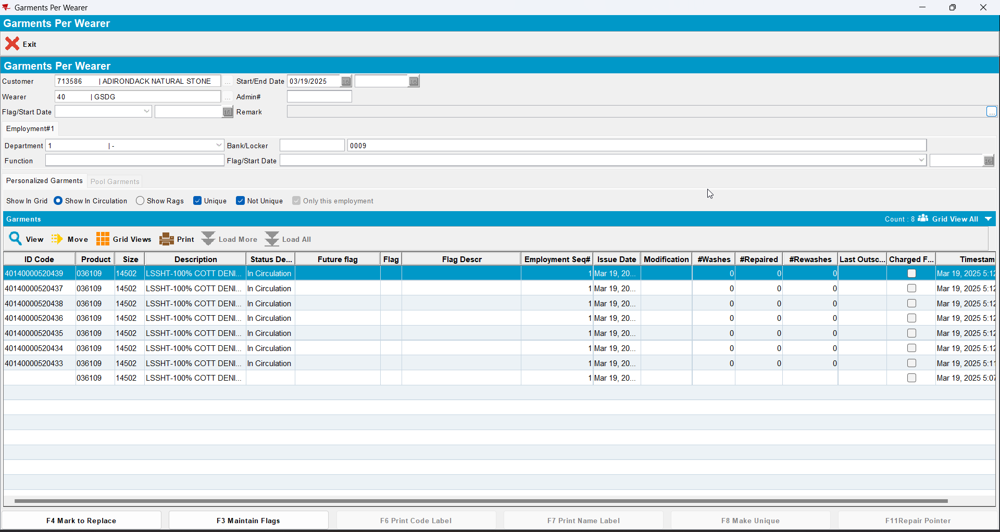 Garments Per Wearer
Garments Per Wearer
Exit
Garments Per Wearer
Customer 713586 | ADIRONDACK NATURAL STONE ... Start/End Date 03/19/2025 16 16
Wearer 40 | GSDG ... Admin#
Flag/Start Date 16 Remark ...
Employment#1
Department 1 | - Bank/Locker 0009
Function Flag/Start Date 16
Personalized Garments Pool Garments
Show In Grid Show In Circulation Show Rags Unique Not Unique Only this employment
Garments Count : 8 Grid View All
View Move Grid Views Print Load More Load All
ID Code Product Size Description Status De... Future flag Flag Flag Descr Employment Seq# Issue Date Modification #Washes #Repaired #Rewashes Last Outsc... Charged F... Timestam
40140000520439 036109 14502 LSSHT-100% COTT DENI... In Circulation 1 Mar 19, 20... 0 0 0 Mar 19, 2025 5:12
40140000520437 036109 14502 LSSHT-100% COTT DENI... In Circulation 1 Mar 19, 20... 0 0 0 Mar 19, 2025 5:12
40140000520438 036109 14502 LSSHT-100% COTT DENI... In Circulation 1 Mar 19, 20... 0 0 0 Mar 19, 2025 5:12
40140000520436 036109 14502 LSSHT-100% COTT DENI... In Circulation 1 Mar 19, 20... 0 0 0 Mar 19, 2025 5:12
40140000520435 036109 14502 LSSHT-100% COTT DENI... In Circulation 1 Mar 19, 20... 0 0 0 Mar 19, 2025 5:12
40140000520434 036109 14502 LSSHT-100% COTT DENI... In Circulation 1 Mar 19, 20... 0 0 0 Mar 19, 2025 5:12
40140000520433 036109 14502 LSSHT-100% COTT DENI... In Circulation 1 Mar 19, 20... 0 0 0 Mar 19, 2025 5:11
036109 14502 LSSHT-100% COTT DENI... 1 Mar 19, 20... Mar 19, 2025 5:07
F4 Mark to Replace F3 Maintain Flags F6 Print Code Label F7 Print Name Label F8 Make Unique F11Repair Pointer